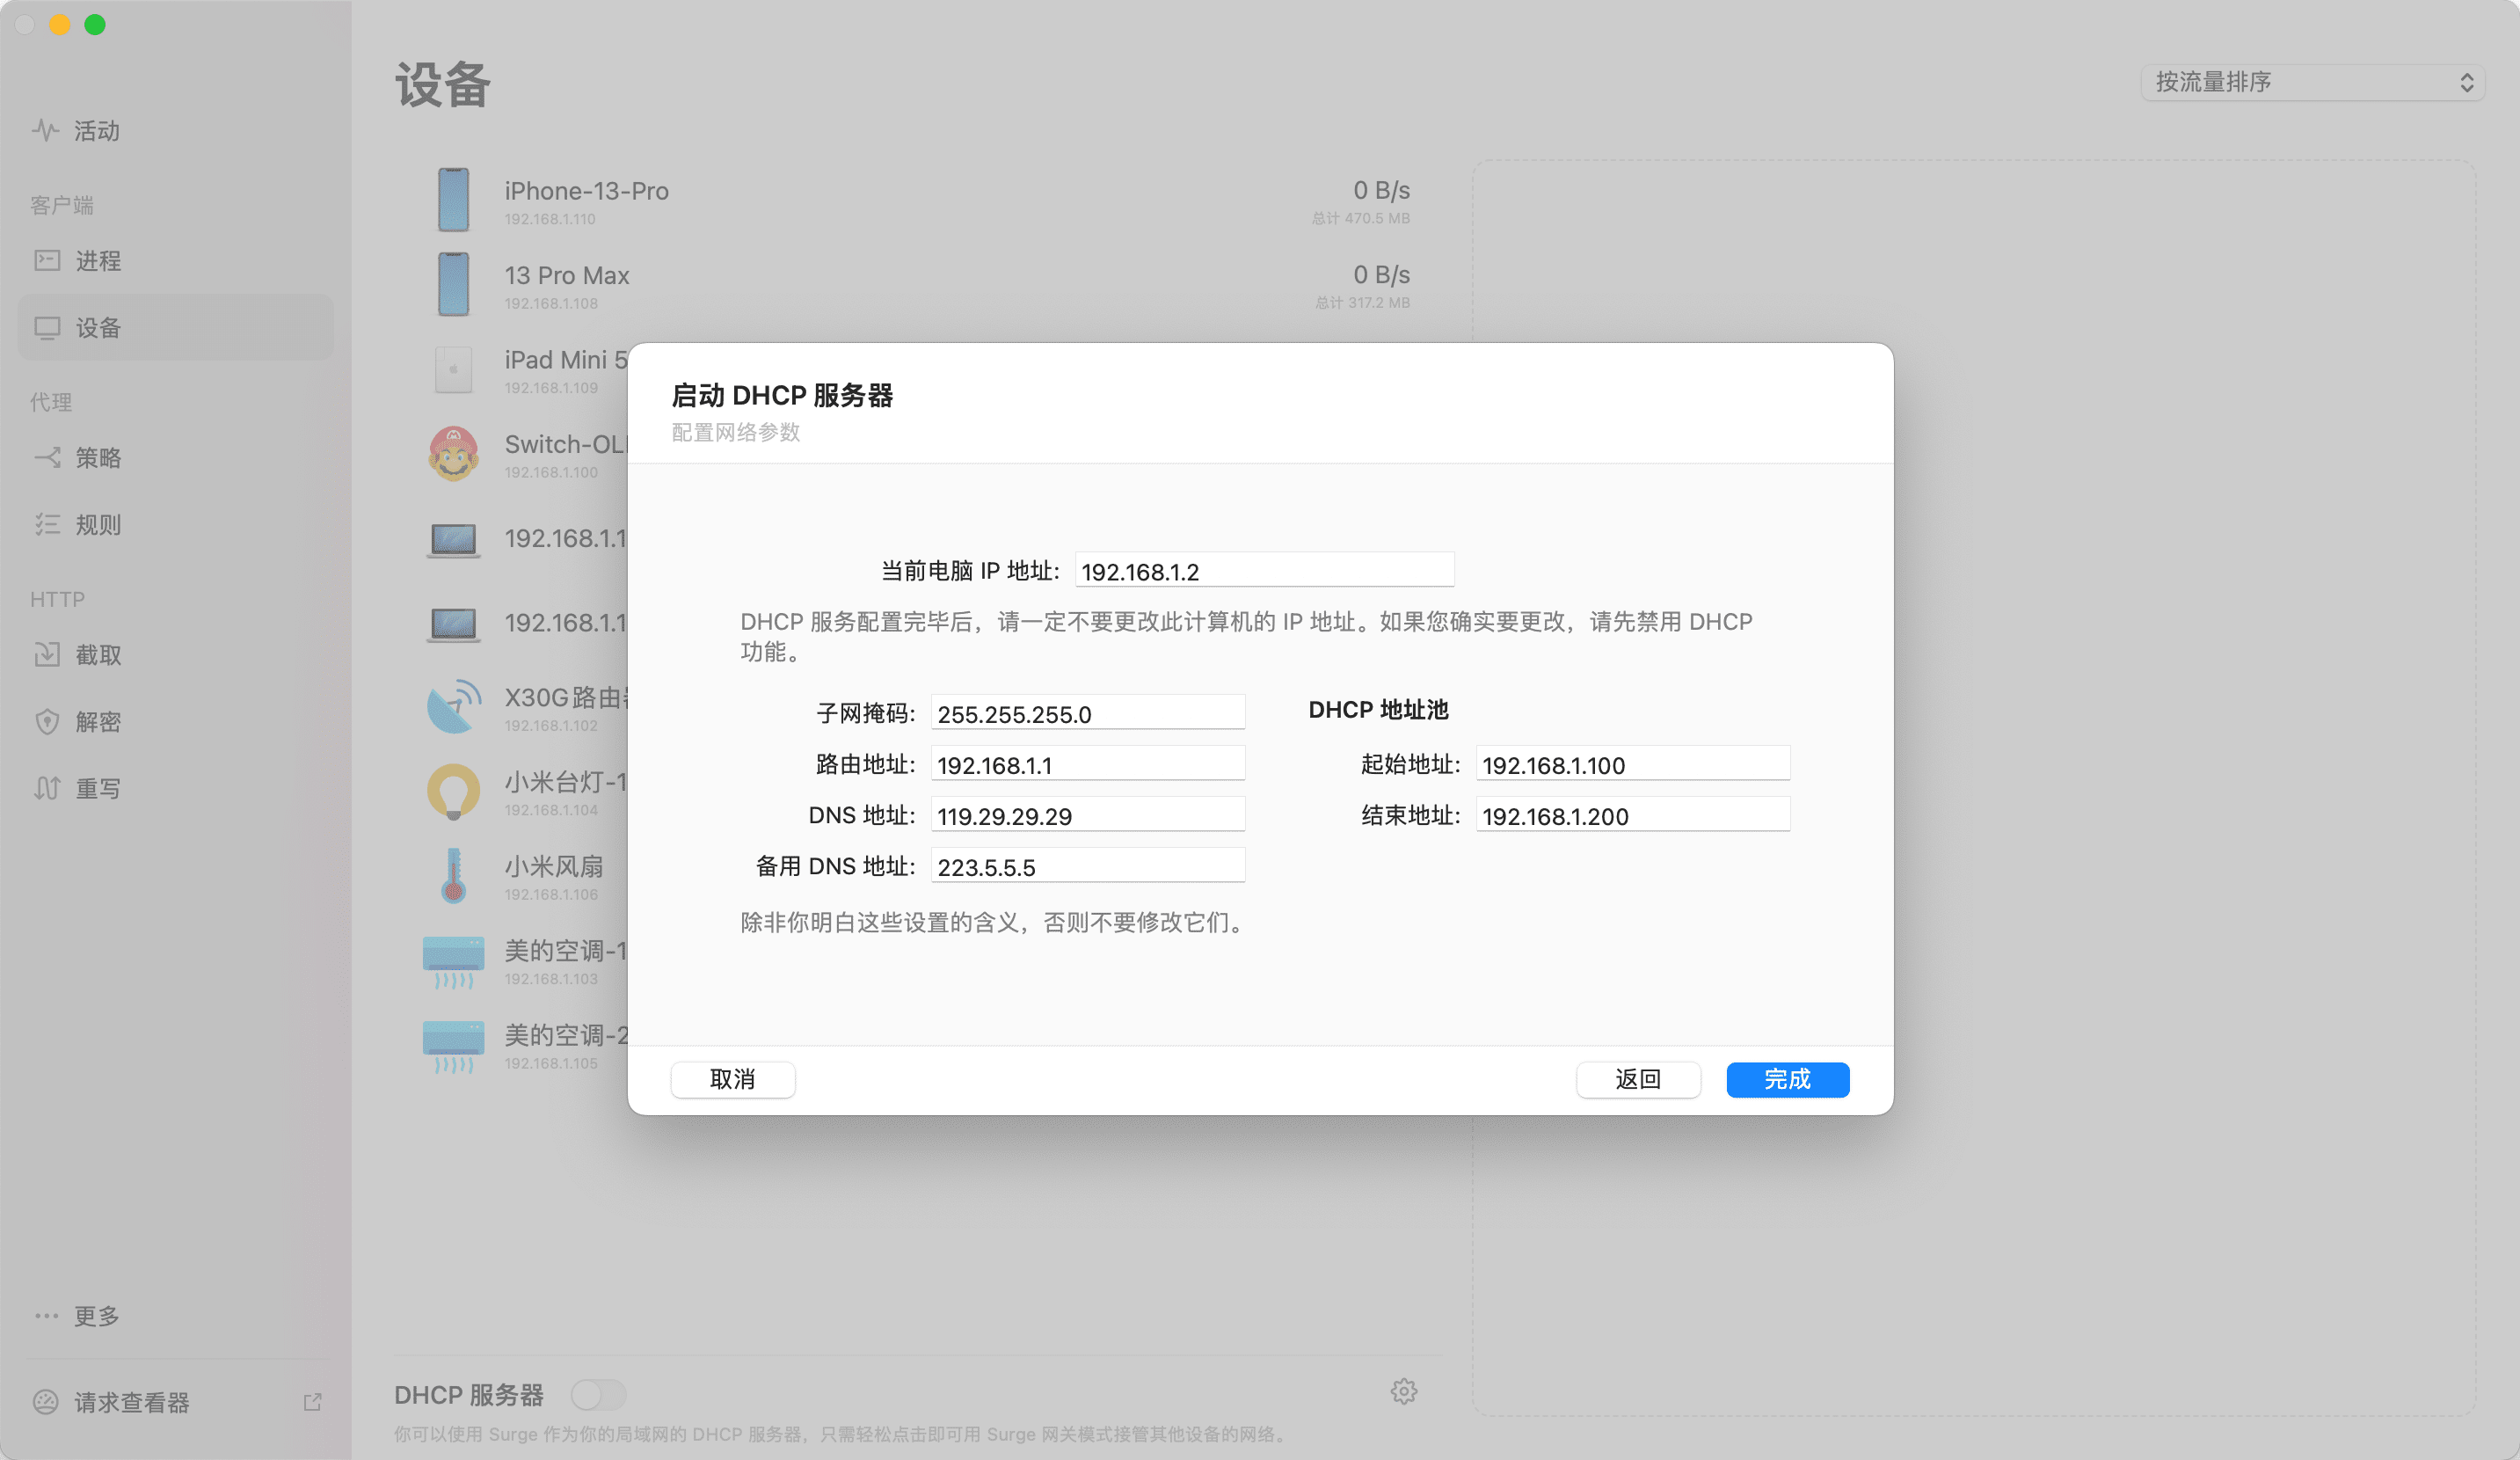 设备
按流量排序
活动
客户端
进程
设备
代理
策略
规则
HTTP
截取
解密
重写
更多
请求查看器
iPhone-13-Pro
192.168.1.110
0 B/s
总计 470.5 MB
13 Pro Max
192.168.1.108
0 B/s
总计 317.2 MB
iPad Mini 5
192.168.1.109
Switch-OL
192.168.1.100
192.168.1.1
192.168.1.1
X30G路由
192.168.1.102
小米台灯-1
192.168.1.104
小米风扇
192.168.1.106
美的空调-1
192.168.1.103
美的空调-2
192.168.1.105
启动 DHCP 服务器
配置网络参数
当前电脑 IP 地址: 192.168.1.2
DHCP 服务配置完毕后，请一定不要更改此计算机的 IP 地址。如果您确实要更改，请先禁用 DHCP
功能。
子网掩码: 255.255.255.0
路由地址: 192.168.1.1
DNS 地址: 119.29.29.29
备用 DNS 地址: 223.5.5.5
DHCP 地址池
起始地址: 192.168.1.100
结束地址: 192.168.1.200
除非你明白这些设置的含义，否则不要修改它们。
取消
返回
完成
DHCP 服务器
你可以使用 Surge 作为你的局域网的 DHCP 服务器，只需轻松点击即可用 Surge 网关模式接管其他设备的网络。